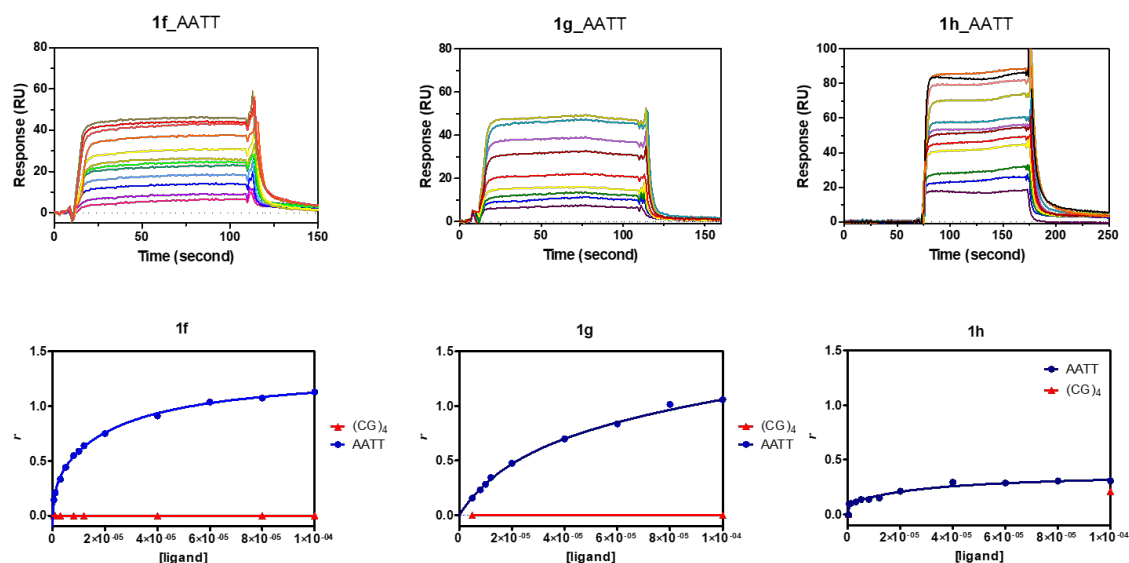 1f_AATT
80
60
40
20
0
Response (RU)
0
50
100
150
Time (second)
1g_AATT
80
60
40
20
0
Response (RU)
0
50
100
150
Time (second)
1h_AATT
100
80
60
40
20
0
Response (RU)
0
50
100
150
200
250
Time (second)
1f
1.5
1.0
0.5
0.0
r
0
2×10⁻⁰⁵
4×10⁻⁰⁵
6×10⁻⁰⁵
8×10⁻⁰⁵
1×10⁻⁰⁴
[ligand]
(CG)₄
AATT
1g
1.5
1.0
0.5
0.0
r
0
2×10⁻⁰⁵
4×10⁻⁰⁵
6×10⁻⁰⁵
8×10⁻⁰⁵
1×10⁻⁰⁴
[ligand]
(CG)₄
AATT
1h
1.5
1.0
0.5
0.0
r
0
2×10⁻⁰⁵
4×10⁻⁰⁵
6×10⁻⁰⁵
8×10⁻⁰⁵
1×10⁻⁰⁴
[ligand]
AATT
(CG)₄